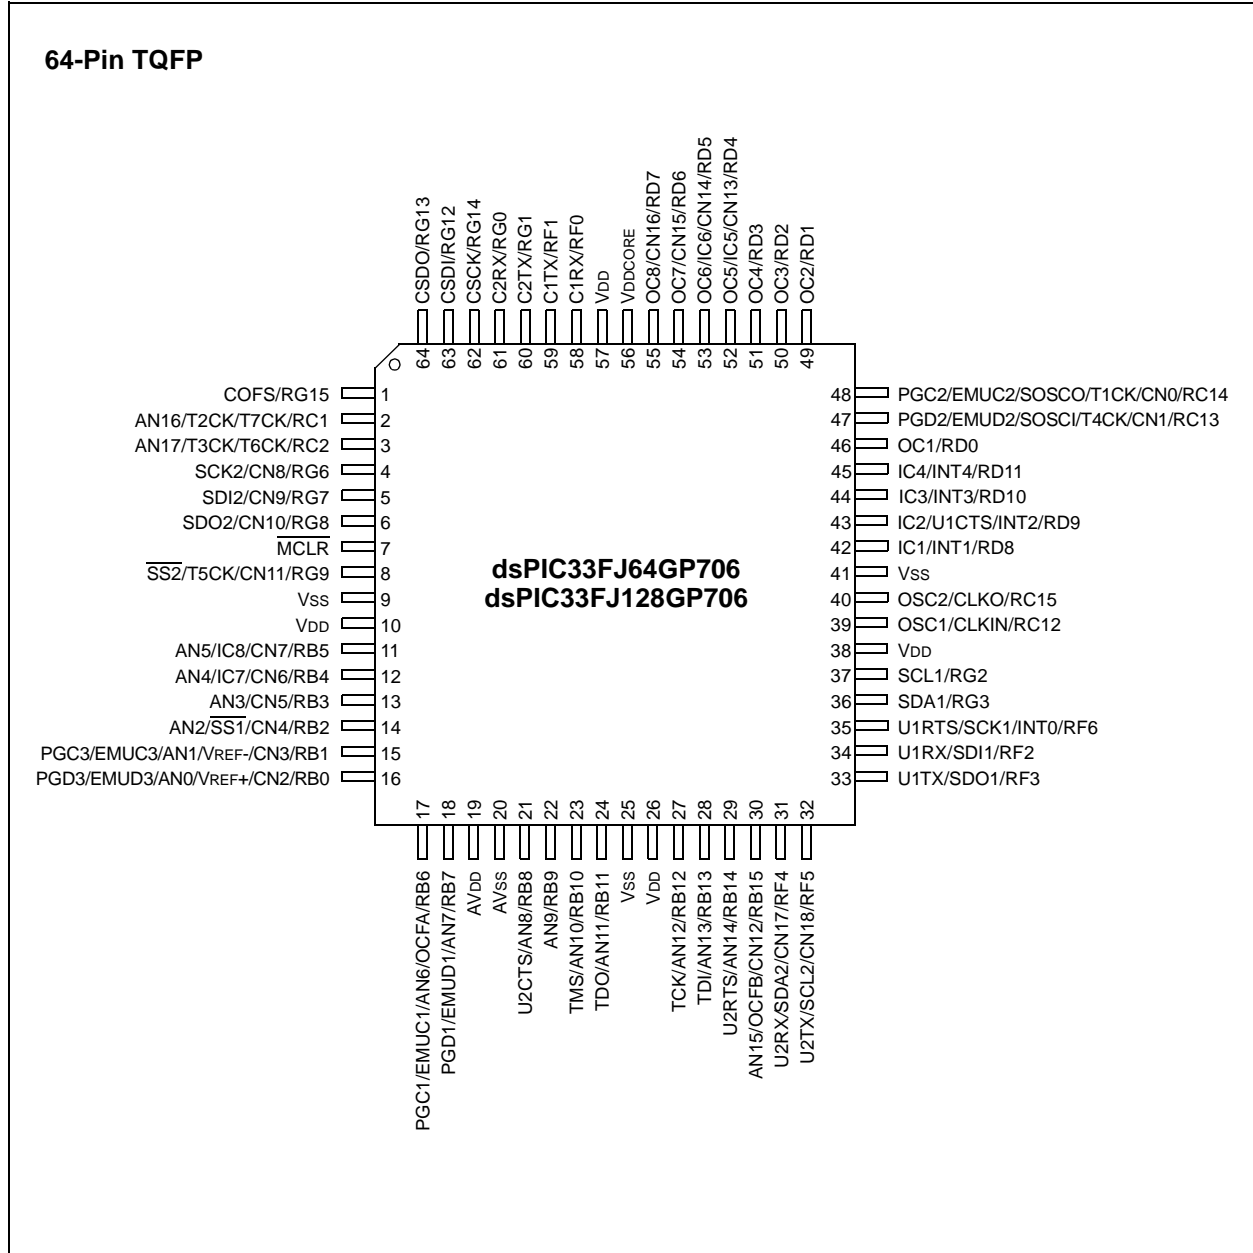 64-Pin TQFP
CSDO/RG13
CSDI/RG12
CSCK/RG14
C2RX/RG0
C2TX/RG1
C1TX/RF1
C1RX/RF0
VDD
VDDCORE
OC8/CN16/RD7
OC7/CN15/RD6
OC6/IC6/CN14/RD5
OC5/IC5/CN13/RD4
OC4/RD3
OC3/RD2
OC2/RD1
64 63 62 61 60 59 58 57 56 55 54 53 52 51 50 49
COFS/RG15 1
AN16/T2CK/T7CK/RC1 2
AN17/T3CK/T6CK/RC2 3
SCK2/CN8/RG6 4
SDI2/CN9/RG7 5
SDO2/CN10/RG8 6
MCLR 7
SS2/T5CK/CN11/RG9 8
VSS 9
VDD 10
AN5/IC8/CN7/RB5 11
AN4/IC7/CN6/RB4 12
AN3/CN5/RB3 13
AN2/SS1/CN4/RB2 14
PGC3/EMUC3/AN1/VREF-/CN3/RB1 15
PGD3/EMUD3/AN0/VREF+/CN2/RB0 16
dsPIC33FJ64GP706
dsPIC33FJ128GP706
48 PGC2/EMUC2/SOSCO/T1CK/CN0/RC14
47 PGD2/EMUD2/SOSCI/T4CK/CN1/RC13
46 OC1/RD0
45 IC4/INT4/RD11
44 IC3/INT3/RD10
43 IC2/U1CTS/INT2/RD9
42 IC1/INT1/RD8
41 VSS
40 OSC2/CLKO/RC15
39 OSC1/CLKIN/RC12
38 VDD
37 SCL1/RG2
36 SDA1/RG3
35 U1RTS/SCK1/INT0/RF6
34 U1RX/SDI1/RF2
33 U1TX/SDO1/RF3
17 18 19 20 21 22 23 24 25 26 27 28 29 30 31 32
PGC1/EMUC1/AN6/OCFA/RB6
PGD1/EMUD1/AN7/RB7
AVDD
AVSS
U2CTS/AN8/RB8
AN9/RB9
TMS/AN10/RB10
TDO/AN11/RB11
VSS
VDD
TCK/AN12/RB12
TDI/AN13/RB13
U2RTS/AN14/RB14
AN15/OCFB/CN12/RB15
U2RX/SDA2/CN17/RF4
U2TX/SCL2/CN18/RF5